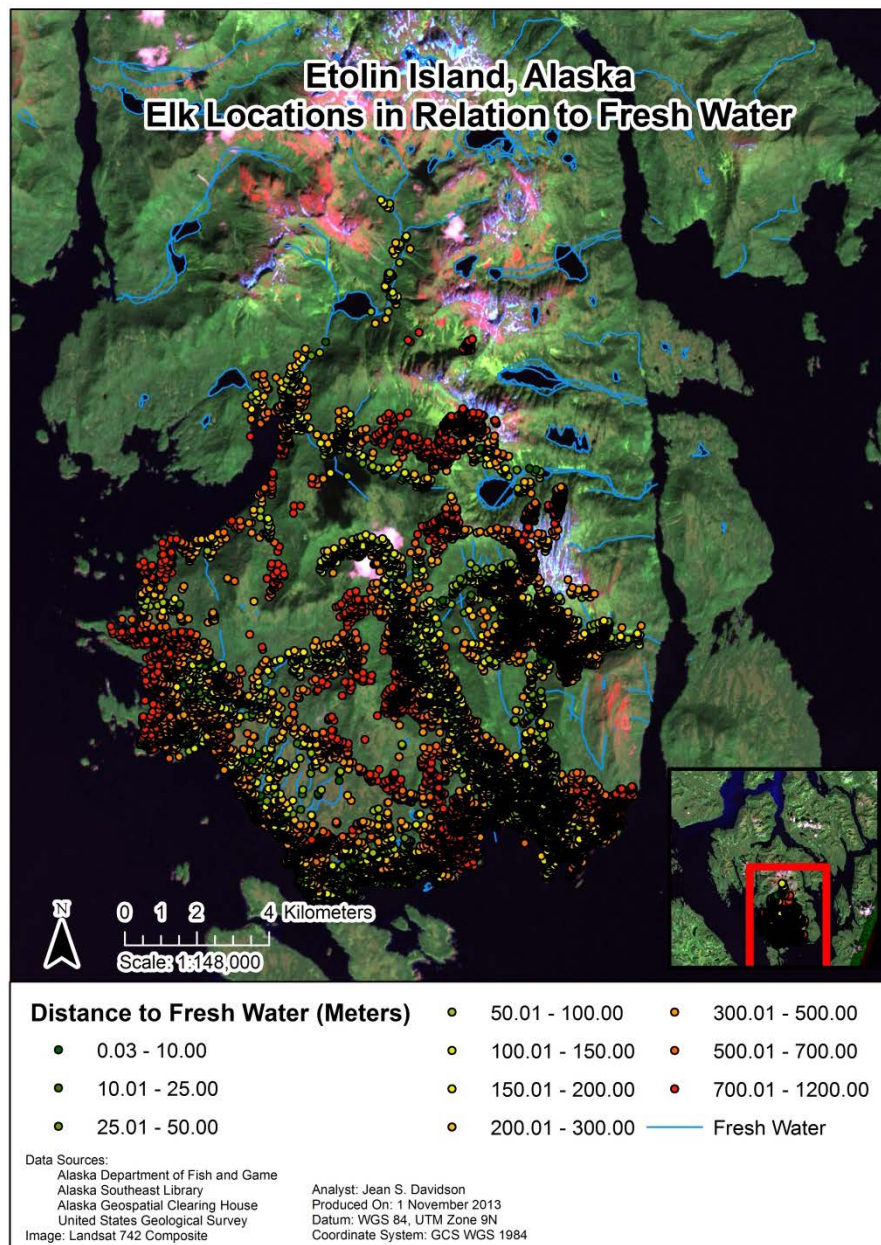 Etolin Island, Alaska
Elk Locations in Relation to Fresh Water
N
0 1 2 4 Kilometers
Scale: 1:148,000
Distance to Fresh Water (Meters)
0.03 - 10.00
10.01 - 25.00
25.01 - 50.00
50.01 - 100.00
100.01 - 150.00
150.01 - 200.00
200.01 - 300.00
300.01 - 500.00
500.01 - 700.00
700.01 - 1200.00
Fresh Water
Data Sources:
Alaska Department of Fish and Game
Alaska Southeast Library
Alaska Geospatial Clearing House
United States Geological Survey
Image: Landsat 742 Composite
Analyst: Jean S. Davidson
Produced On: 1 November 2013
Datum: WGS 84, UTM Zone 9N
Coordinate System: GCS WGS 1984